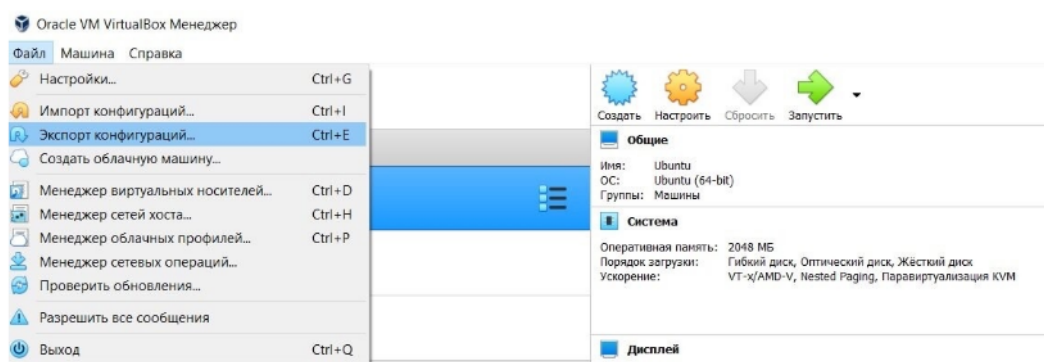 Oracle VM VirtualBox Менеджер
Файл Машина Справка
Настройки... Ctrl+G
Импорт конфигураций... Ctrl+I
Экспорт конфигураций... Ctrl+E
Создать облачную машину...
Менеджер виртуальных носителей... Ctrl+D
Менеджер сетей хоста... Ctrl+H
Менеджер облачных профилей... Ctrl+P
Менеджер сетевых операций...
Проверить обновления...
Разрешить все сообщения
Выход Ctrl+Q
Создать Настроить Сбросить Запустить
Общие
Имя: Ubuntu
ОС: Ubuntu (64-bit)
Группы: Машины
Система
Оперативная память: 2048 МБ
Порядок загрузки: Гибкий диск, Оптический диск, Жёсткий диск
Ускорение: VT-x/AMD-V, Nested Paging, Паравиртуализация KVM
Дисплей